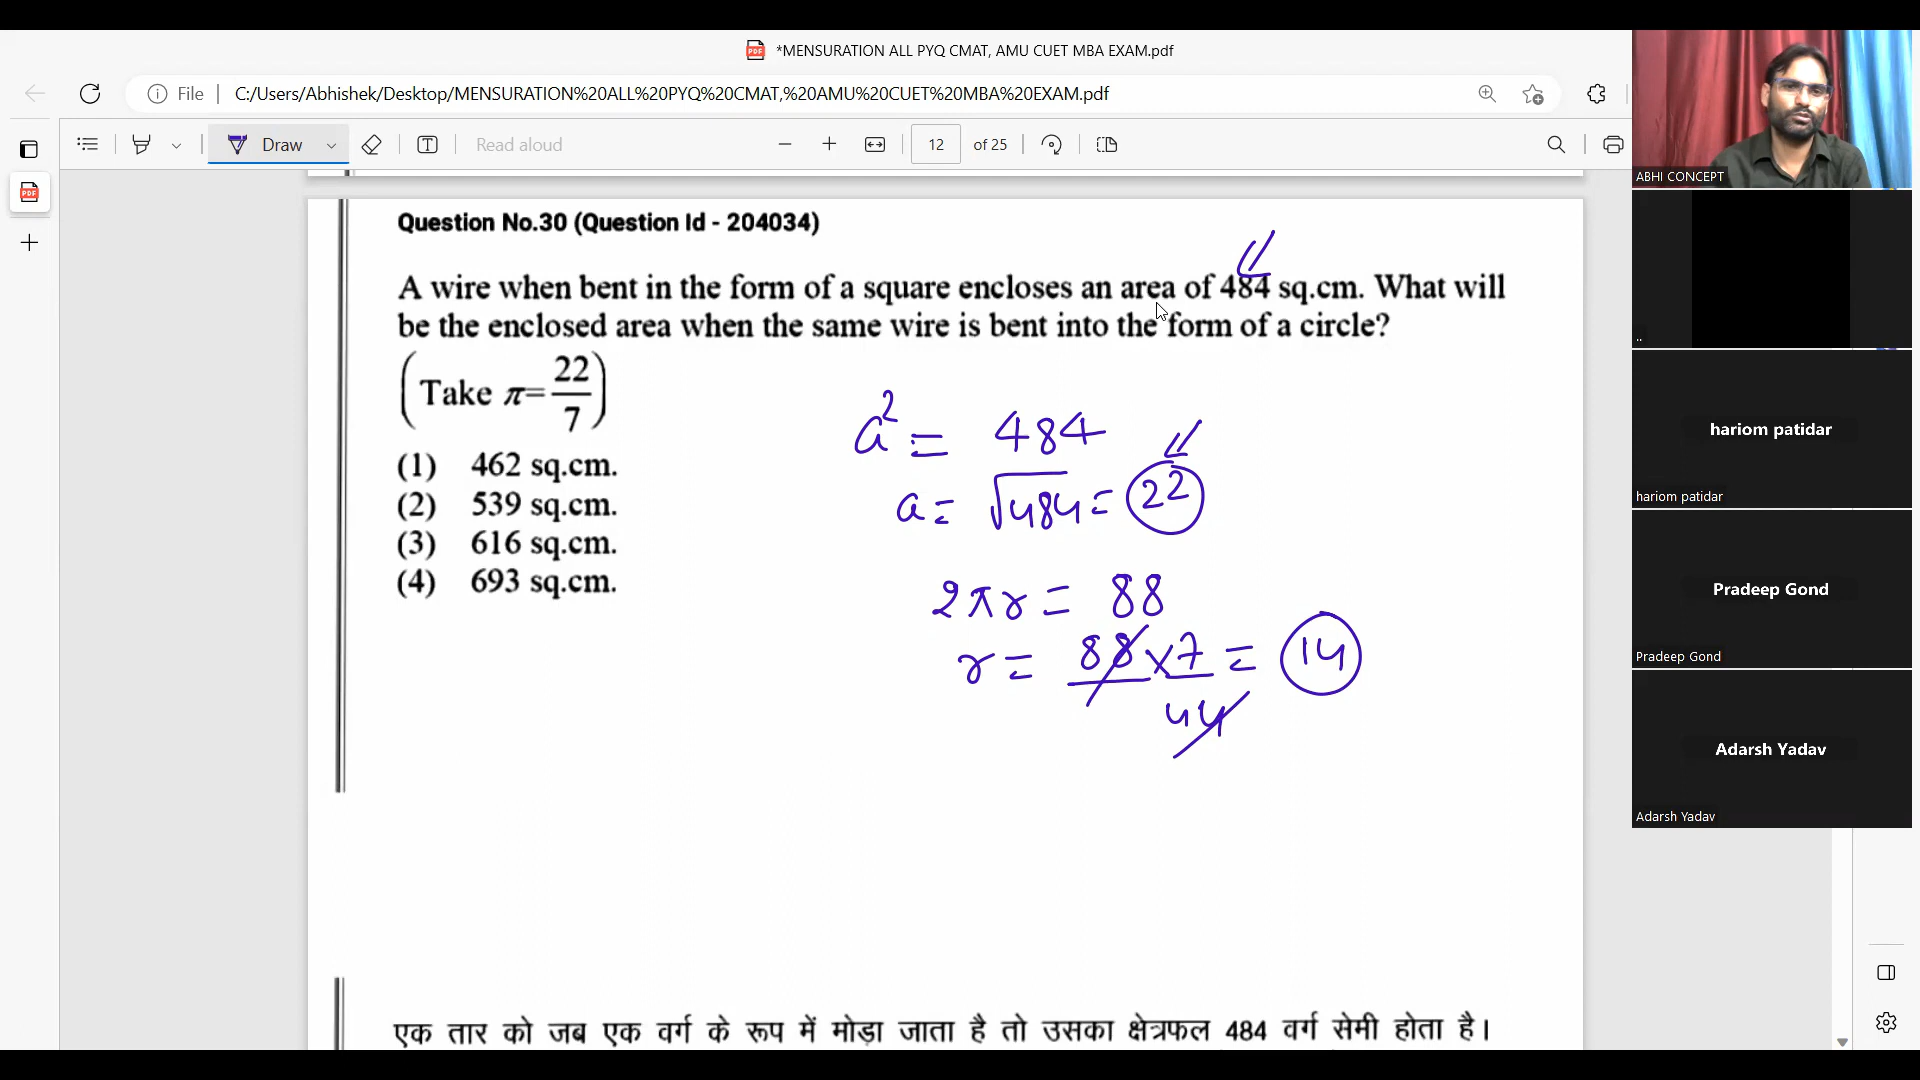 *MENSURATION ALL PYQ CMAT, AMU CUET MBA EXAM.pdf
File
C:/Users/Abhishek/Desktop/MENSURATION%20ALL%20PYQ%20CMAT,%20AMU%20CUET%20MBA%20EXAM.pdf
Draw
Read aloud
12 of 25
Question No.30 (Question Id - 204034)
A wire when bent in the form of a square encloses an area of 484 sq.cm. What will
be the enclosed area when the same wire is bent into the form of a circle?
(Take π=22/7)
(1) 462 sq.cm.
(2) 539 sq.cm.
(3) 616 sq.cm.
(4) 693 sq.cm.
a² = 484
a = √484 = 22
2πr = 88
r = 88×7/44 = 14
एक तार को जब एक वर्ग के रूप में मोड़ा जाता है तो उसका क्षेत्रफल 484 वर्ग सेमी होता है।
ABHI CONCEPT
..
hariom patidar
hariom patidar
Pradeep Gond
Pradeep Gond
Adarsh Yadav
Adarsh Yadav